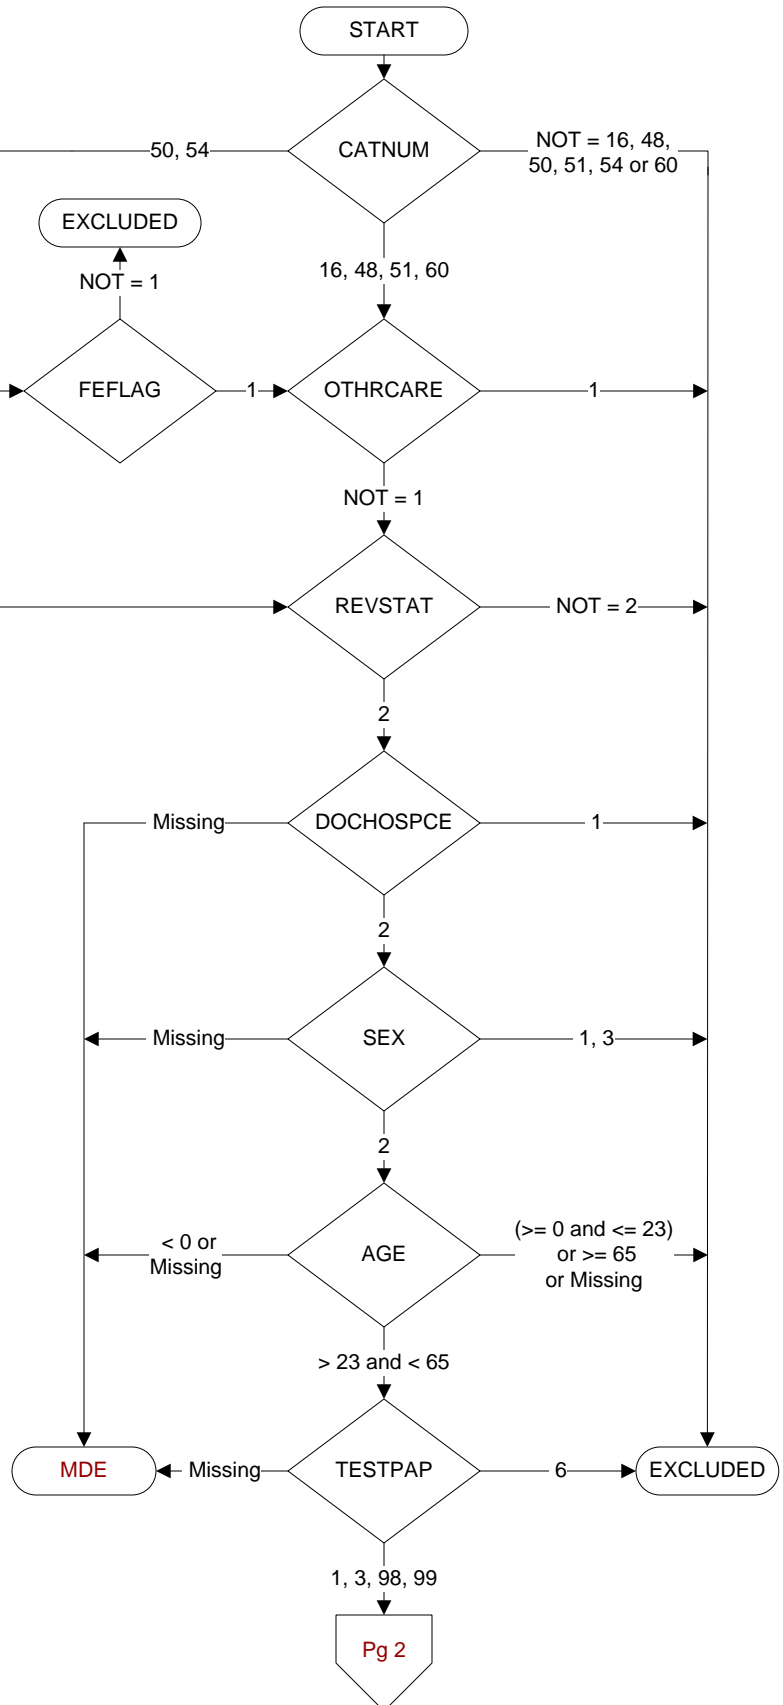 START
50, 54
CATNUM
NOT = 16, 48,
50, 51, 54 or 60
EXCLUDED
16, 48, 51, 60
NOT = 1
FEFLAG
1
OTHRCARE
1
NOT = 1
REVSTAT
NOT = 2
2
Missing
DOCHOSPCE
1
2
Missing
SEX
1, 3
2
< 0 or
Missing
AGE
(>= 0 and <= 23)
or >= 65
or Missing
> 23 and < 65
MDE
Missing
TESTPAP
6
EXCLUDED
1, 3, 98, 99
Pg 2